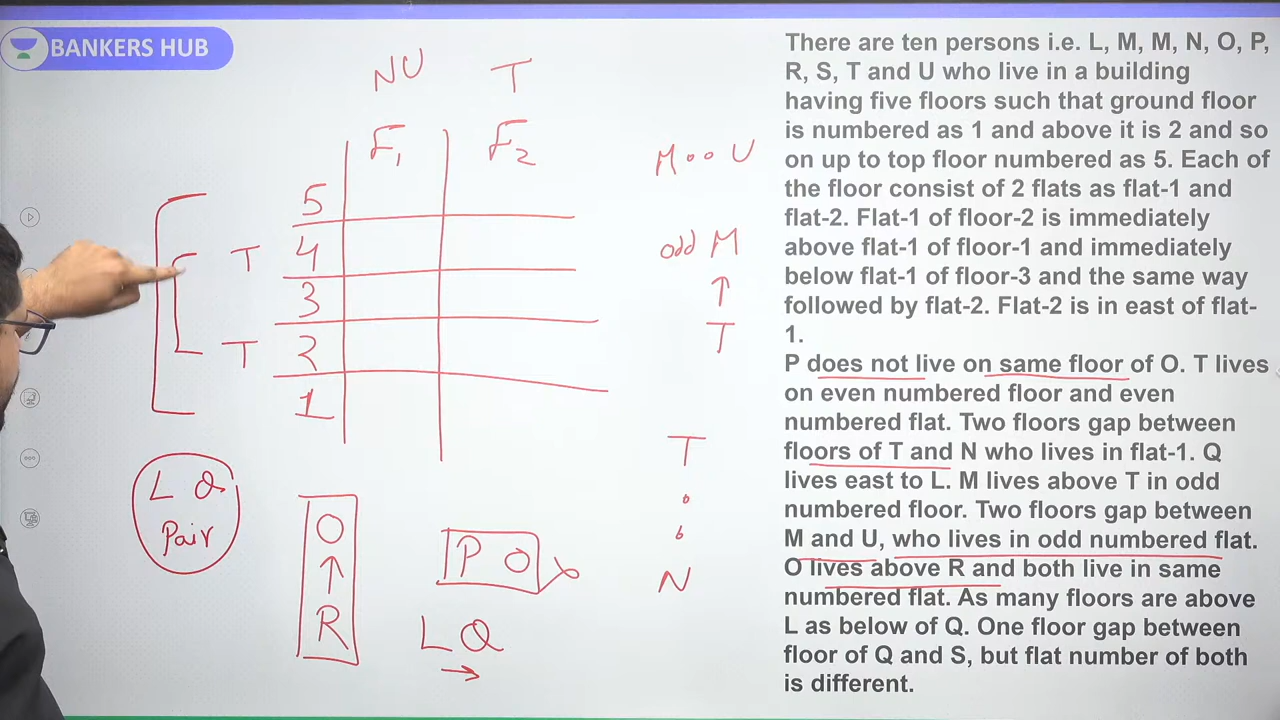 BANKERS HUB
NU T
F1 F2
5
T 4
3
T 2
1
M o o U
odd M
↑
T
T
o
o
N
L Q
Pair
O
↑
R
P O x
L Q
→
There are ten persons i.e. L, M, M, N, O, P,
R, S, T and U who live in a building
having five floors such that ground floor
is numbered as 1 and above it is 2 and so
on up to top floor numbered as 5. Each of
the floor consist of 2 flats as flat-1 and
flat-2. Flat-1 of floor-2 is immediately
above flat-1 of floor-1 and immediately
below flat-1 of floor-3 and the same way
followed by flat-2. Flat-2 is in east of flat-
1.
P does not live on same floor of O. T lives
on even numbered floor and even
numbered flat. Two floors gap between
floors of T and N who lives in flat-1. Q
lives east to L. M lives above T in odd
numbered floor. Two floors gap between
M and U, who lives in odd numbered flat.
O lives above R and both live in same
numbered flat. As many floors are above
L as below of Q. One floor gap between
floor of Q and S, but flat number of both
is different.